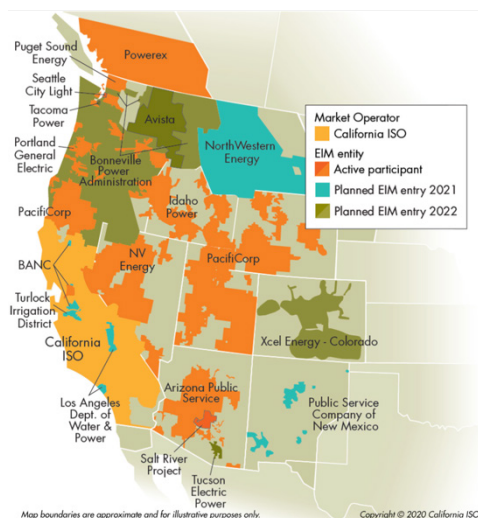 Powerex
Puget Sound
Energy
Seattle
City Light
Tacoma
Power
Avista
NorthWestern
Energy
Portland
General
Electric
Bonneville
Power
Administration
Idaho
Power
PacifiCorp
PacifiCorp
NV
Energy
BANC
Turlock
Irrigation
District
California
ISO
Xcel Energy - Colorado
Los Angeles
Dept. of
Water &
Power
Arizona Public
Service
Public Service
Company of
New Mexico
Salt River
Project
Tucson
Electric
Power
Market Operator
California ISO
EIM entity
Active participant
Planned EIM entry 2021
Planned EIM entry 2022
Map boundaries are approximate and for illustrative purposes only.
Copyright © 2020 California ISO